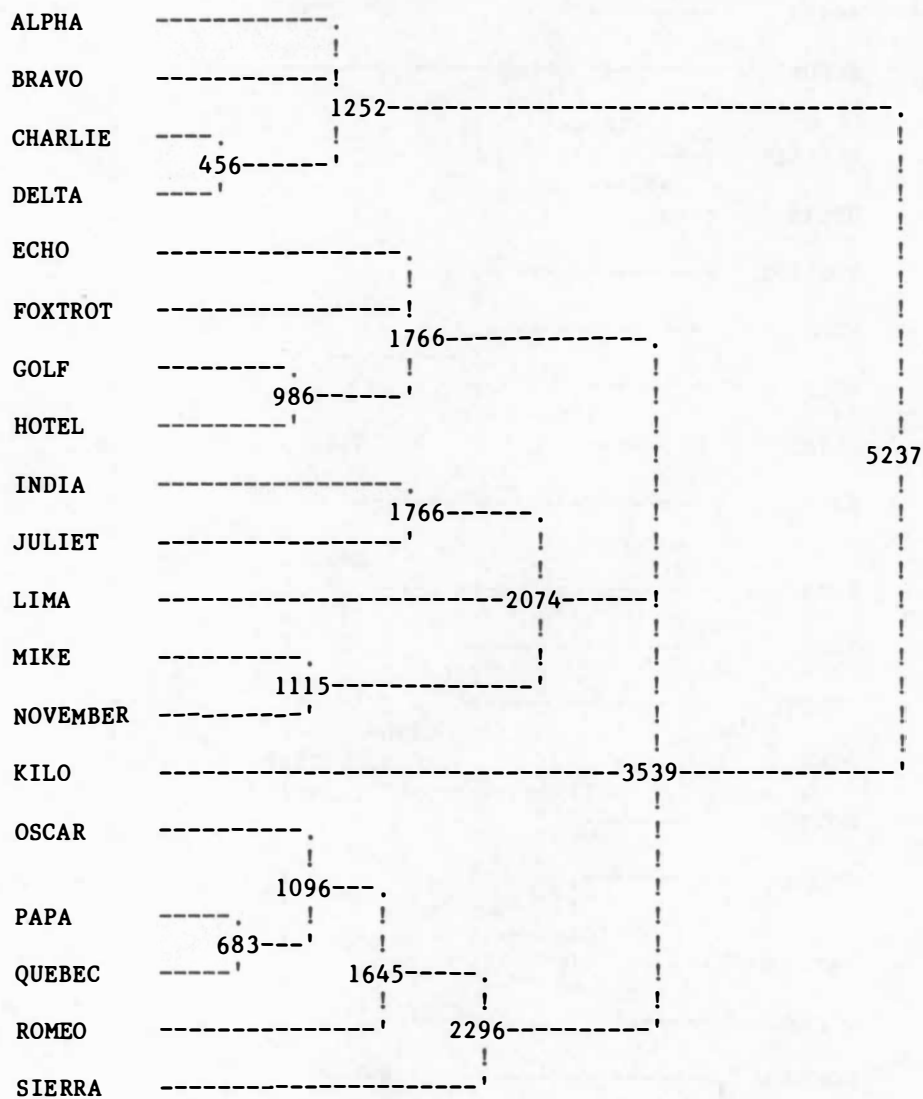 ALPHA
BRAVO
1252
CHARLIE
456
DELTA
ECHO
FOXTROT
1766
GOLF
986
HOTEL
5237
INDIA
1766
JULIET
LIMA 2074
MIKE
1115
NOVEMBER
KILO 3539
OSCAR
1096
PAPA
683
QUEBEC 1645
ROMEO 2296
SIERRA